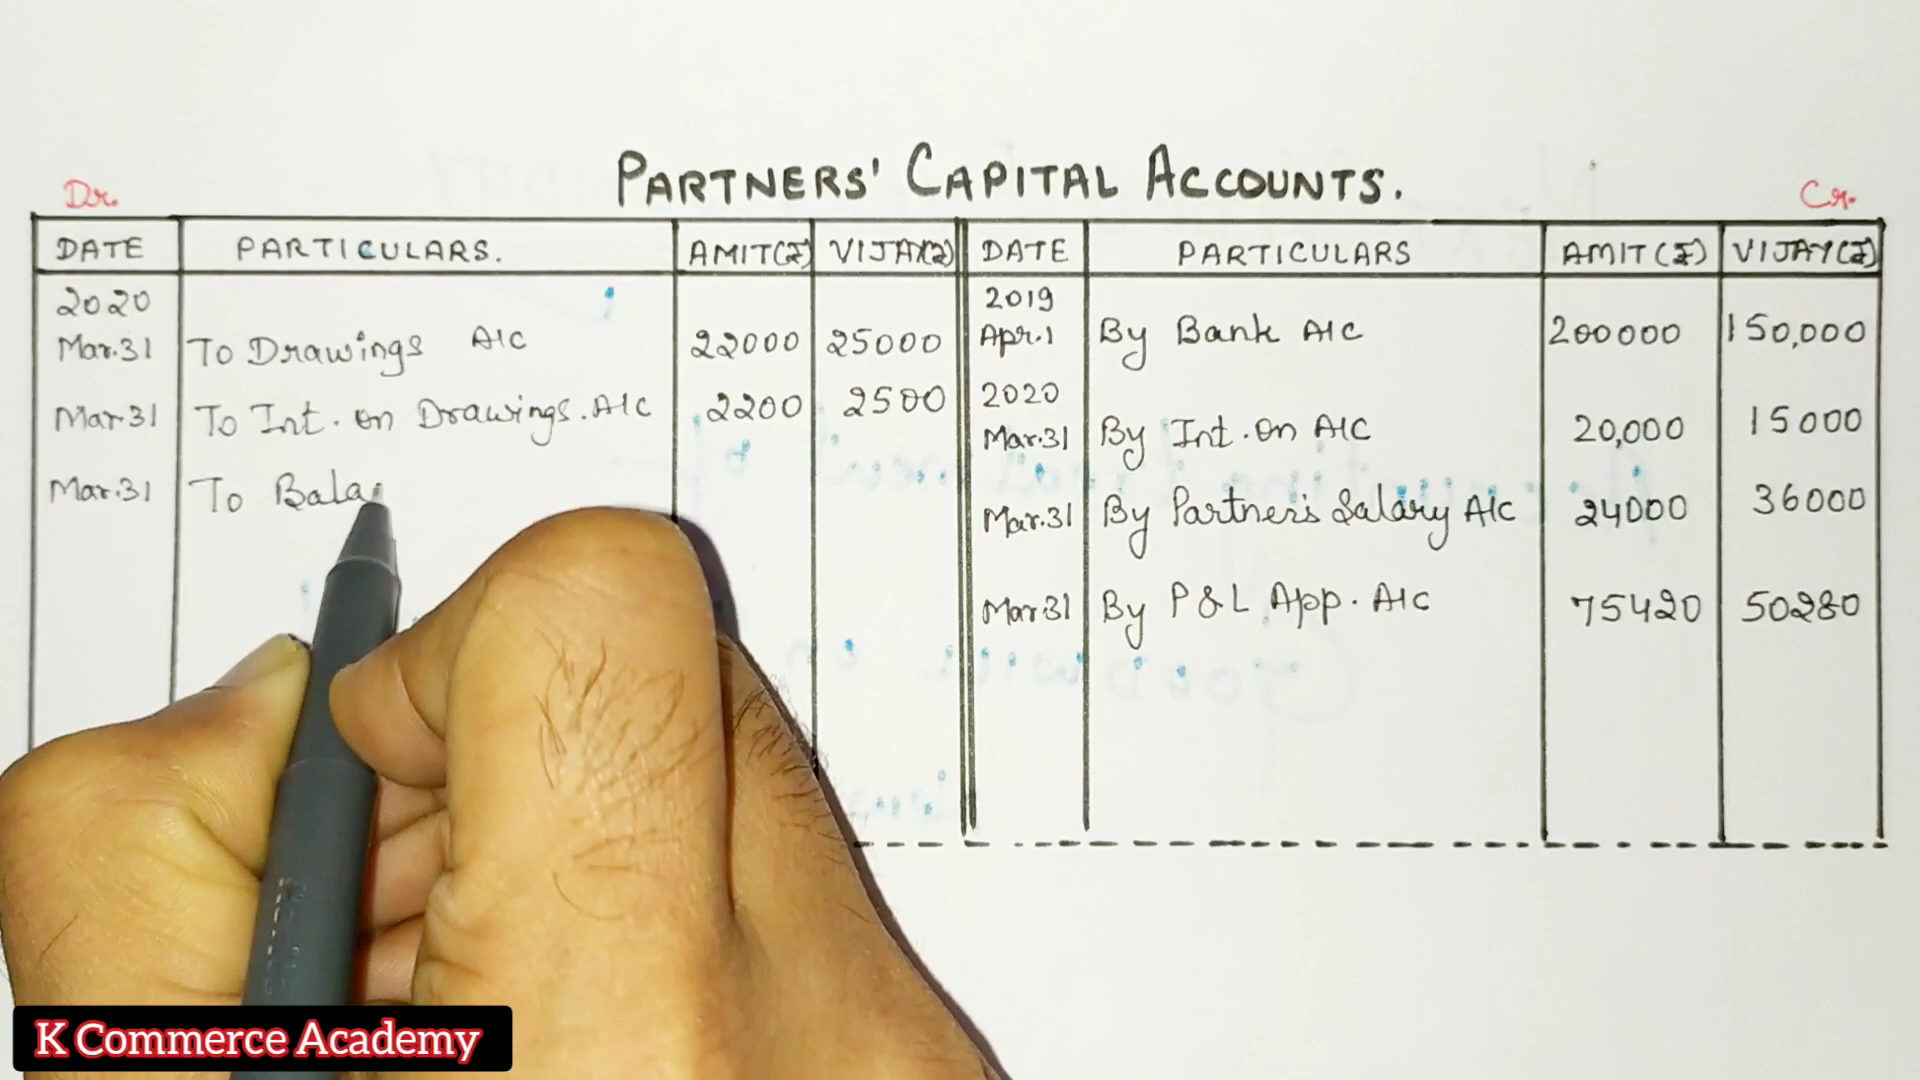 PARTNERS' CAPITAL ACCOUNTS.
Dr. Cr.
DATE PARTICULARS. AMIT(₹) VIJAY(₹) DATE PARTICULARS AMIT(₹) VIJAY(₹)
2020 2019
Mar.31 To Drawings A/c 22000 25000 Apr.1 By Bank A/c 200000 150,000
2020
Mar.31 To Int. on Drawings. A/c 2200 2500 Mar.31 By Int. on A/c 20,000 15000
Mar.31 To Balan Mar.31 By Partner's Salary A/c 24000 36000
Mar.31 By P & L App. A/c 75420 50280
K Commerce Academy